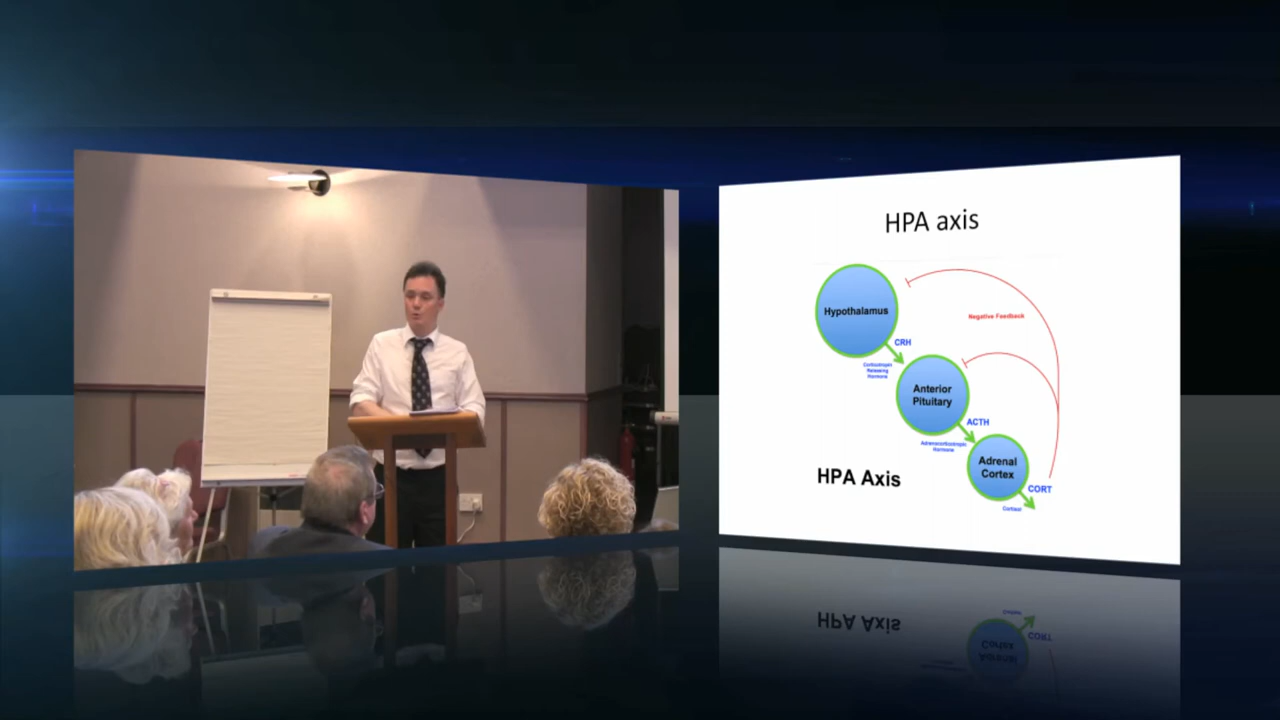 HPA axis
Hypothalamus
Negative Feedback
CRH
Corticotropin
Releasing
Hormone
Anterior
Pituitary
ACTH
Adrenocorticotropic
Hormone
Adrenal
Cortex
HPA Axis
CORT
Cortisol